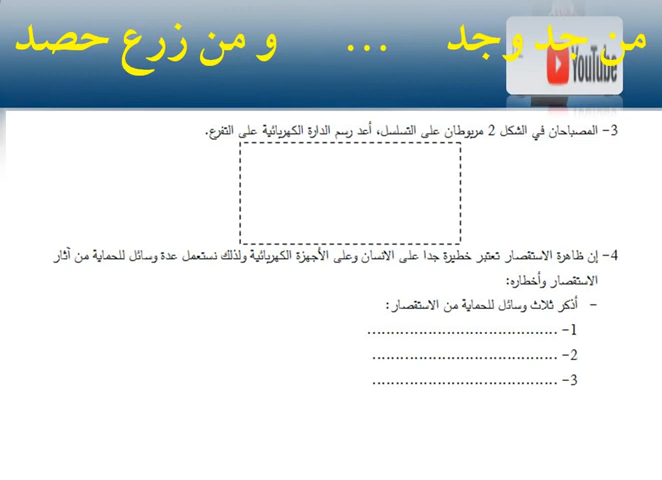 من جد وجد ... و من زرع حصد
YouTube
3- المصباحان في الشكل 2 مربوطان على التسلسل، أعد رسم الدارة الكهربائية على التفرع.
4- إن ظاهرة الاستقصار تعتبر خطيرة جدا على الانسان وعلى الأجهزة الكهربائية ولذلك نستعمل عدة وسائل للحماية من آثار
الاستقصار وأخطاره:
- أذكر ثلاث وسائل للحماية من الاستقصار:
1- ........................................
2- .......................................
3- .......................................